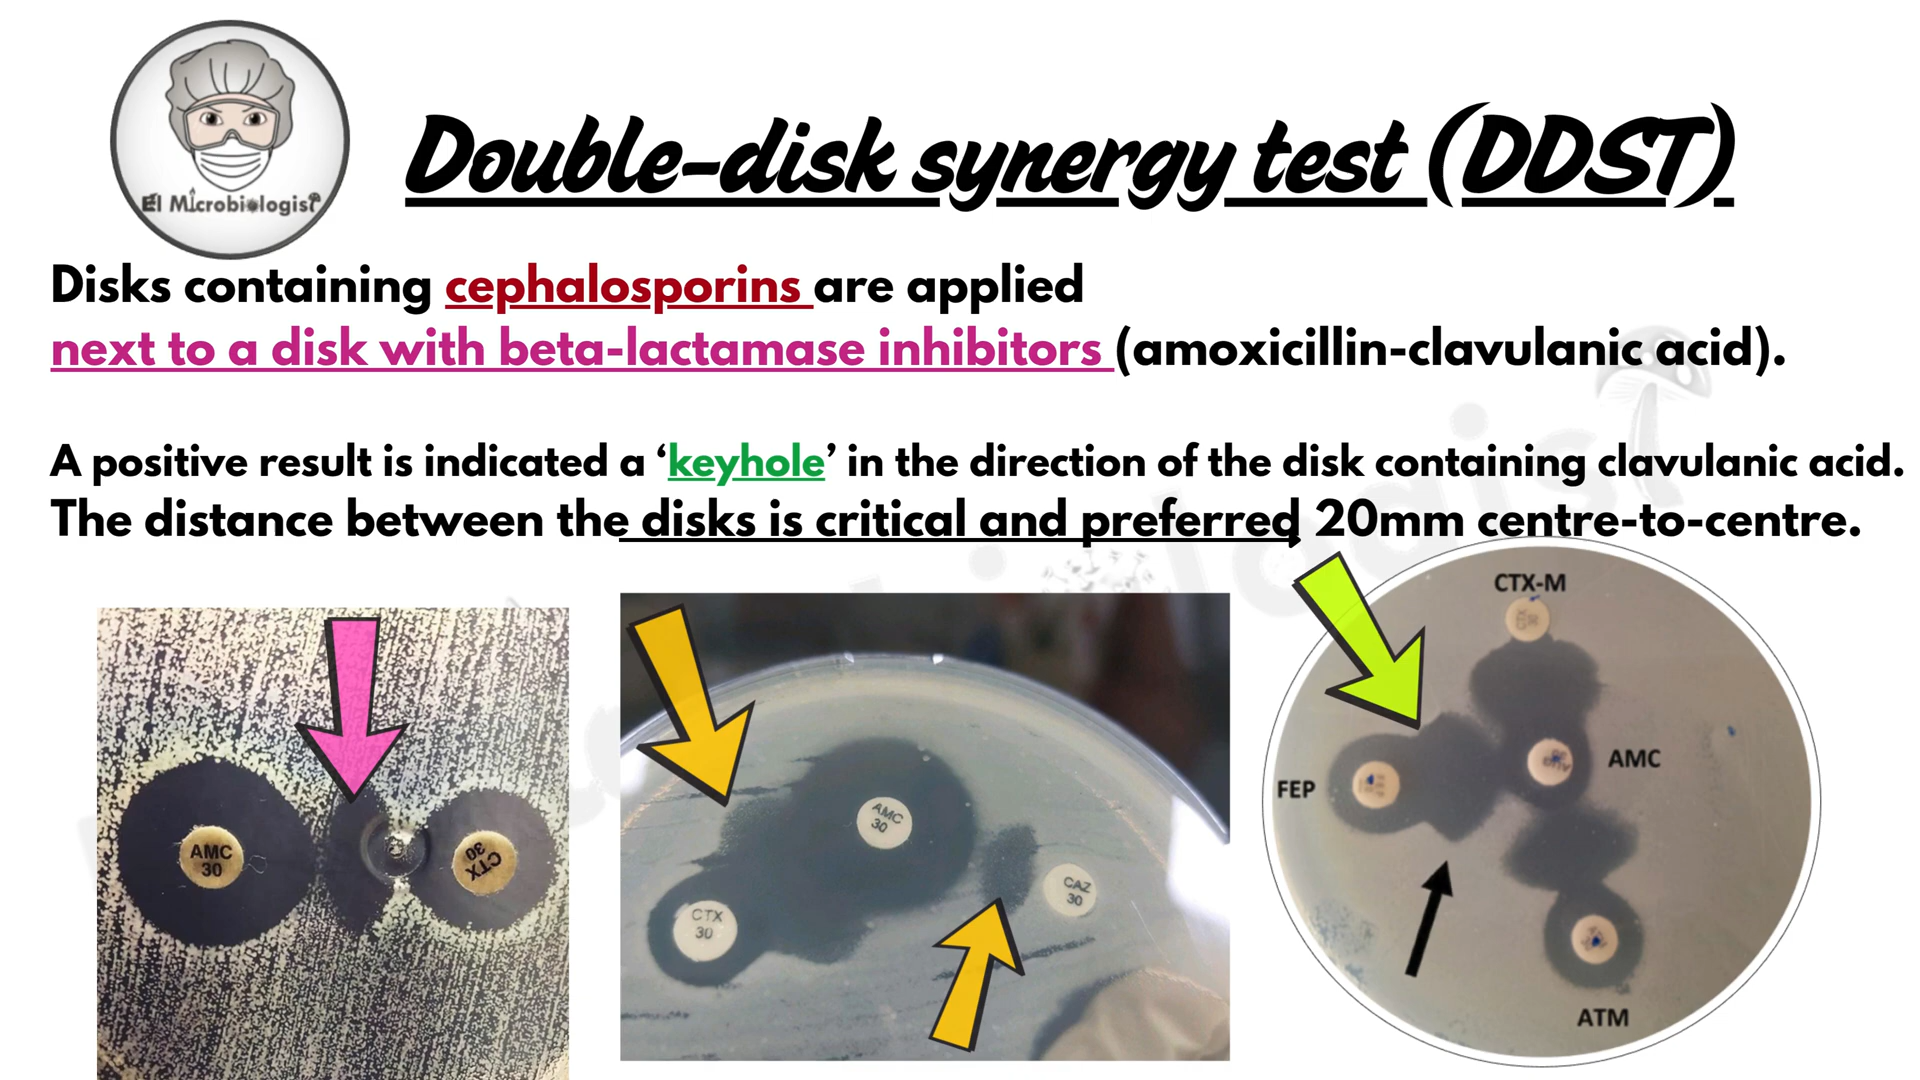 El Microbiologist
Double-disk synergy test (DDST)
Disks containing cephalosporins are applied
next to a disk with beta-lactamase inhibitors (amoxicillin-clavulanic acid).
A positive result is indicated a ‘keyhole’ in the direction of the disk containing clavulanic acid.
The distance between the disks is critical and preferred 20mm centre-to-centre.
AMC
30
CTX
30
AMC
30
CTX
30
CAZ
30
CTX-M
FEP
AMC
ATM